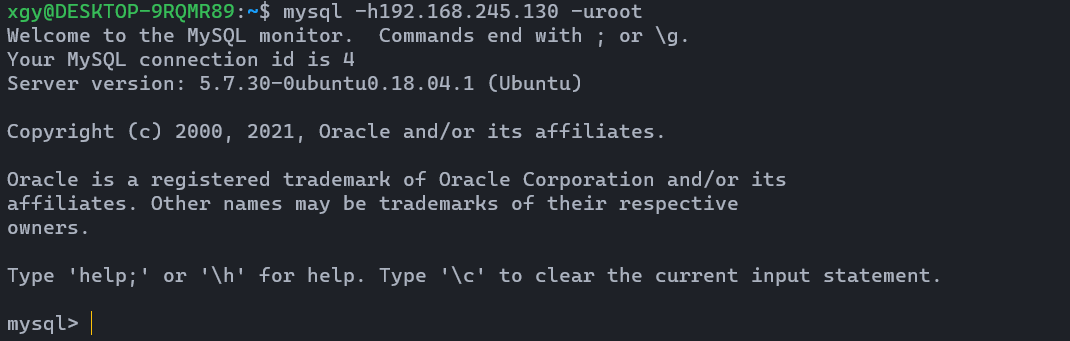 xgy@DESKTOP-9RQMR89:~$ mysql -h192.168.245.130 -uroot
Welcome to the MySQL monitor.  Commands end with ; or \g.
Your MySQL connection id is 4
Server version: 5.7.30-0ubuntu0.18.04.1 (Ubuntu)

Copyright (c) 2000, 2021, Oracle and/or its affiliates.

Oracle is a registered trademark of Oracle Corporation and/or its
affiliates. Other names may be trademarks of their respective
owners.

Type 'help;' or '\h' for help. Type '\c' to clear the current input statement.

mysql>